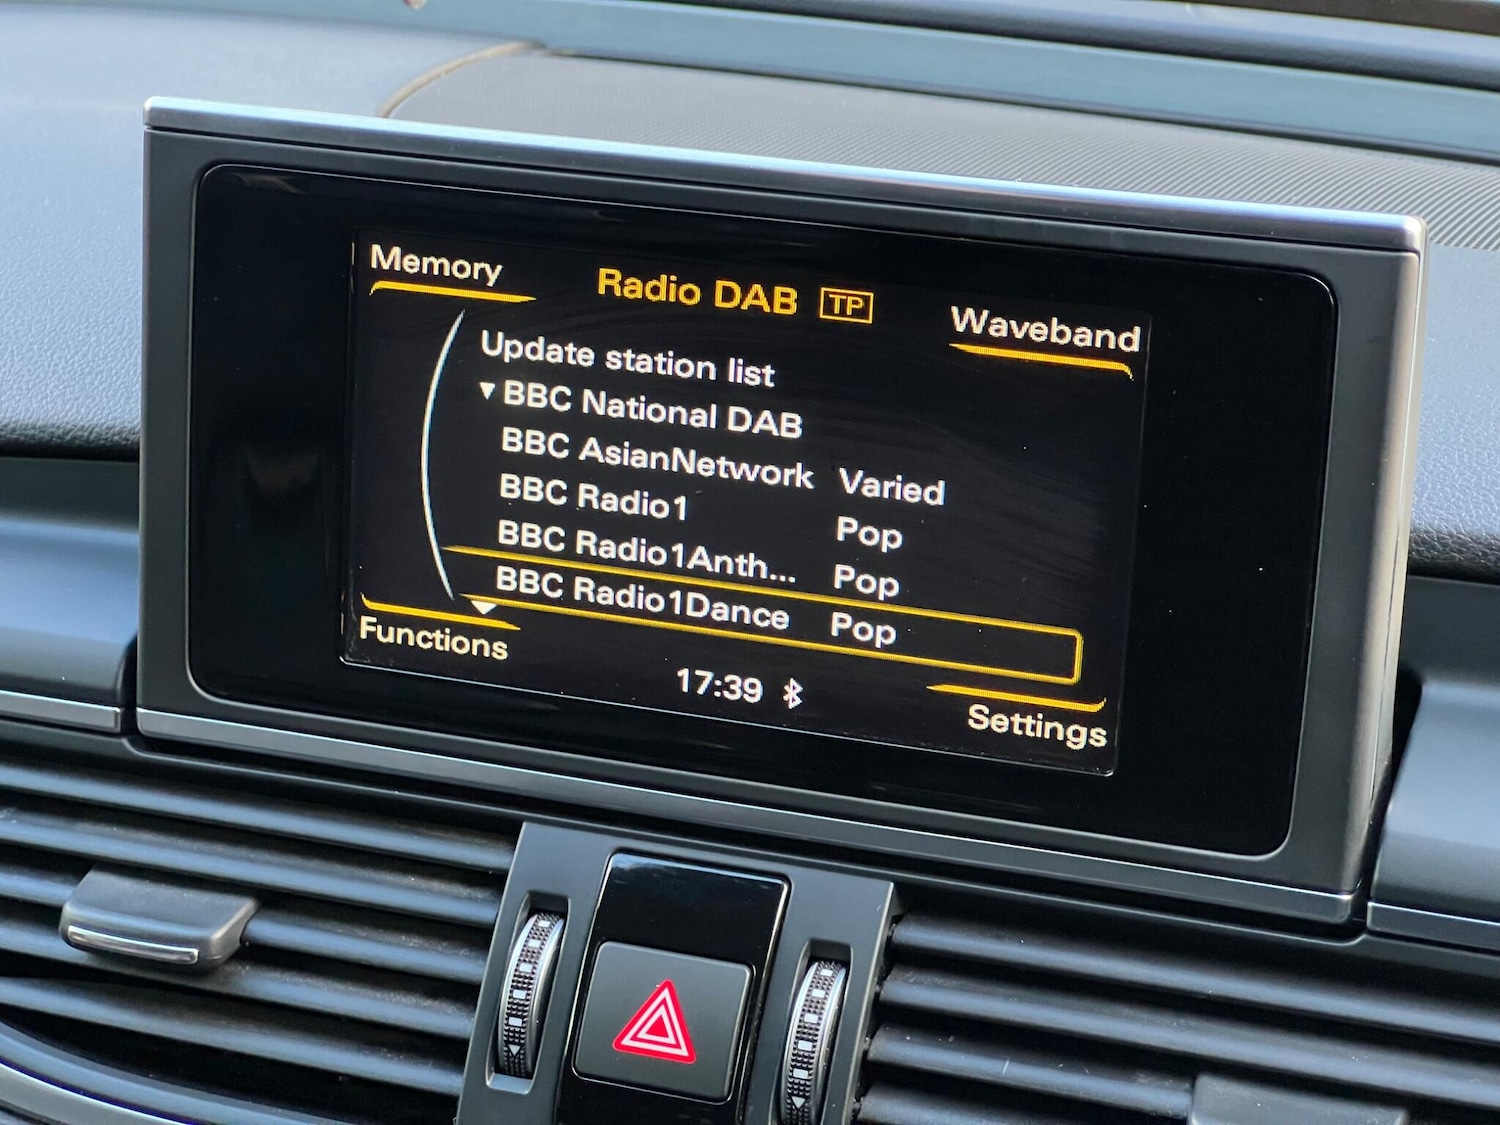 Memory
Radio DAB TP
Waveband
Update station list
BBC National DAB
BBC AsianNetwork Varied
BBC Radio1 Pop
BBC Radio1Anth... Pop
BBC Radio1Dance Pop
Functions
17:39
Settings